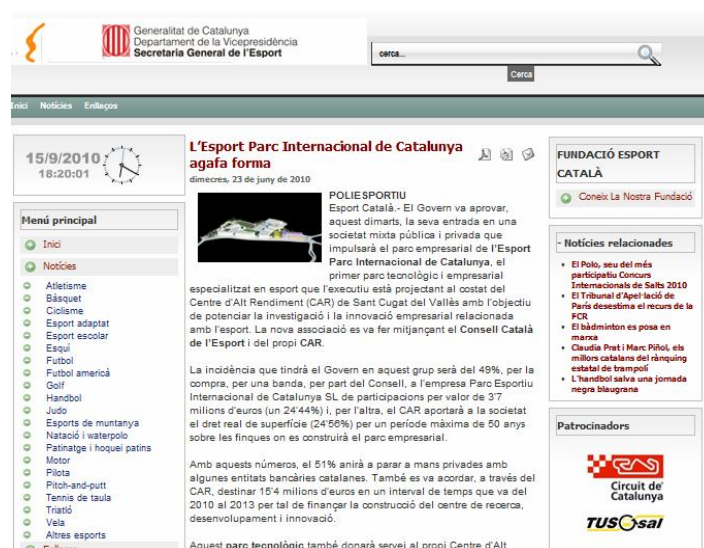 Generalitat de Catalunya
Departament de la Vicepresidència
Secretaria General de l'Esport
cerca...
Cerca
Inici Notícies Enllaços
15/9/2010
18:20:01
Menú principal
Inici
Notícies
Atletisme
Bàsquet
Ciclisme
Esport adaptat
Esport escolar
Esquí
Futbol
Futbol americà
Golf
Handbol
Judo
Esports de muntanya
Natació i waterpolo
Patinatge i hoquei patins
Motor
Pilota
Pitch-and-putt
Tennis de taula
Triatló
Vela
Altres esports
L'Esport Parc Internacional de Catalunya
agafa forma
dimecres, 23 de juny de 2010
POLIESPORTIU
Esport Català.- El Govern va aprovar,
aquest dimarts, la seva entrada en una
societat mixta pública i privada que
impulsarà el parc empresarial de l'Esport
Parc Internacional de Catalunya, el
primer parc tecnològic i empresarial
especialitzat en esport que l'executiu està projectant al costat del
Centre d'Alt Rendiment (CAR) de Sant Cugat del Vallès amb l'objectiu
de potenciar la investigació i la innovació empresarial relacionada
amb l'esport. La nova associació es va fer mitjançant el Consell Català
de l'Esport i del propi CAR.
La incidència que tindrà el Govern en aquest grup serà del 49%, per la
compra, per una banda, per part del Consell, a l'empresa Parc Esportiu
Internacional de Catalunya SL de participacions per valor de 3'7
milions d'euros (un 24'44%) i, per l'altra, el CAR aportarà a la societat
el dret real de superfície (24'56%) per un període màxima de 50 anys
sobre les finques on es construirà el parc empresarial.
Amb aquests números, el 51% anirà a parar a mans privades amb
algunes entitats bancàries catalanes. També es va acordar, a través del
CAR, destinar 15'4 milions d'euros en un interval de temps que va del
2010 al 2013 per tal de finançar la construcció del centre de recerca,
desenvolupament i innovació.
Aquest parc tecnològic també donarà servei al propi Centre d'Alt
FUNDACIÓ ESPORT
CATALÀ
Coneix La Nostra Fundació
- Notícies relacionades
El Polo, seu del més
participatiu Concurs
Internacionals de Salts 2010
El Tribunal d'Apel·lació de
París desestima el recurs de la
FCR
El bàdminton es posa en
marxa
Claudia Prat i Marc Piñol, els
millors catalans del rànquing
estatal de trampolí
L'handbol salva una jornada
negra blaugrana
Patrocinadors
Circuit de
Catalunya
TUSGsal